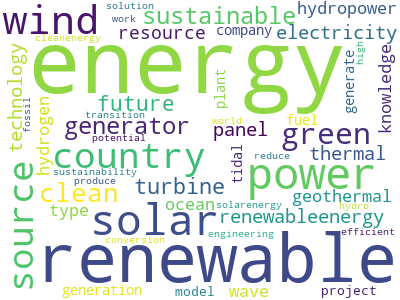 solution
work
hydropower
wind
cleanenergy
sustainable
resource
company
electricity
energy
technology
hydrogen
fossil
transition
future
plant
generate
high
knowledge
generator
potential
panel
world
fuel
green
source
country
tidal
reduce
thermal
sustainability
power
clean
turbine
produce
geothermal
type
solar
ocean
solarenergy
hydro
renewableenergy
conversion
engineering
efficient
renewable
generation
model
wave
project